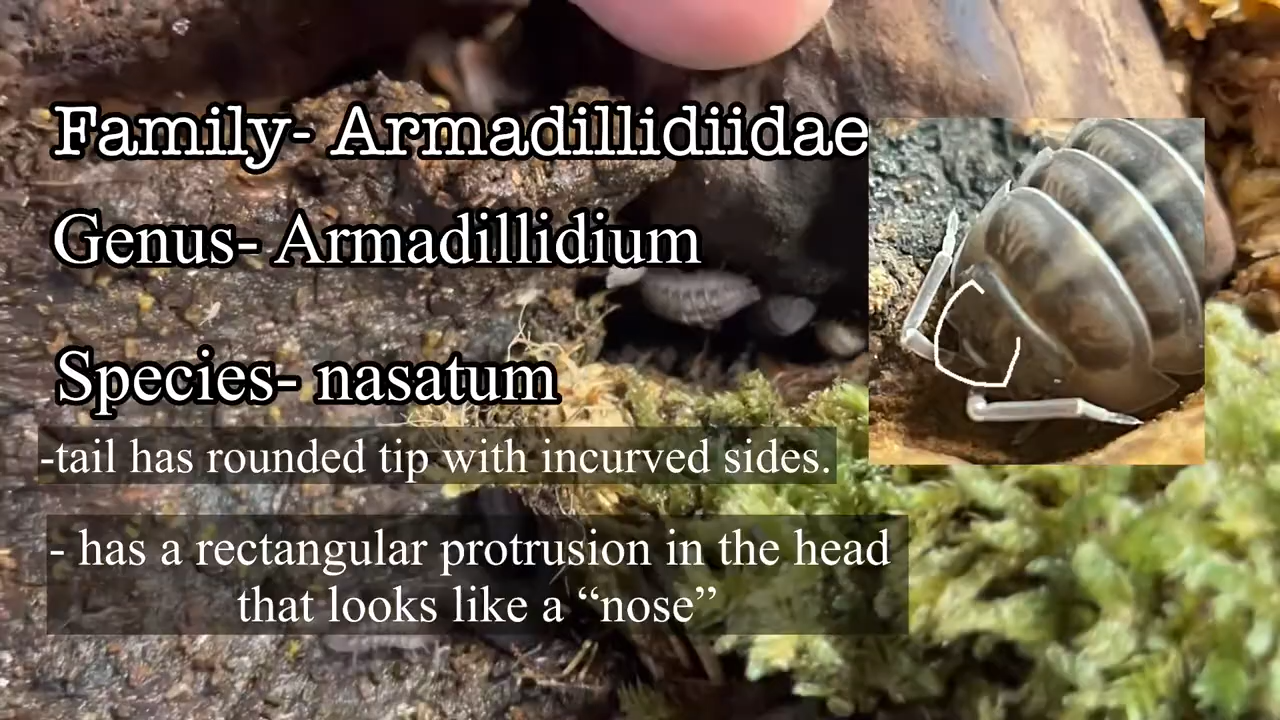 Family- Armadillidiidae
Genus- Armadillidium
Species- nasatum
-tail has rounded tip with incurved sides.
- has a rectangular protrusion in the head
that looks like a “nose”